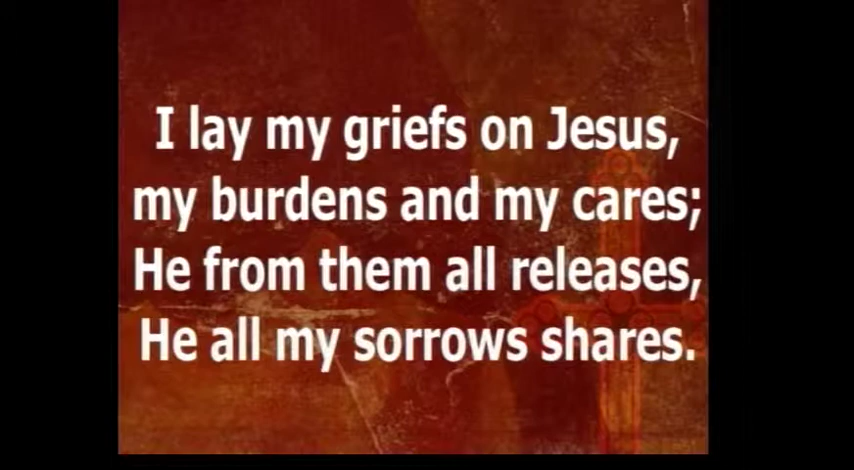 I lay my griefs on Jesus,
my burdens and my cares;
He from them all releases,
He all my sorrows shares.